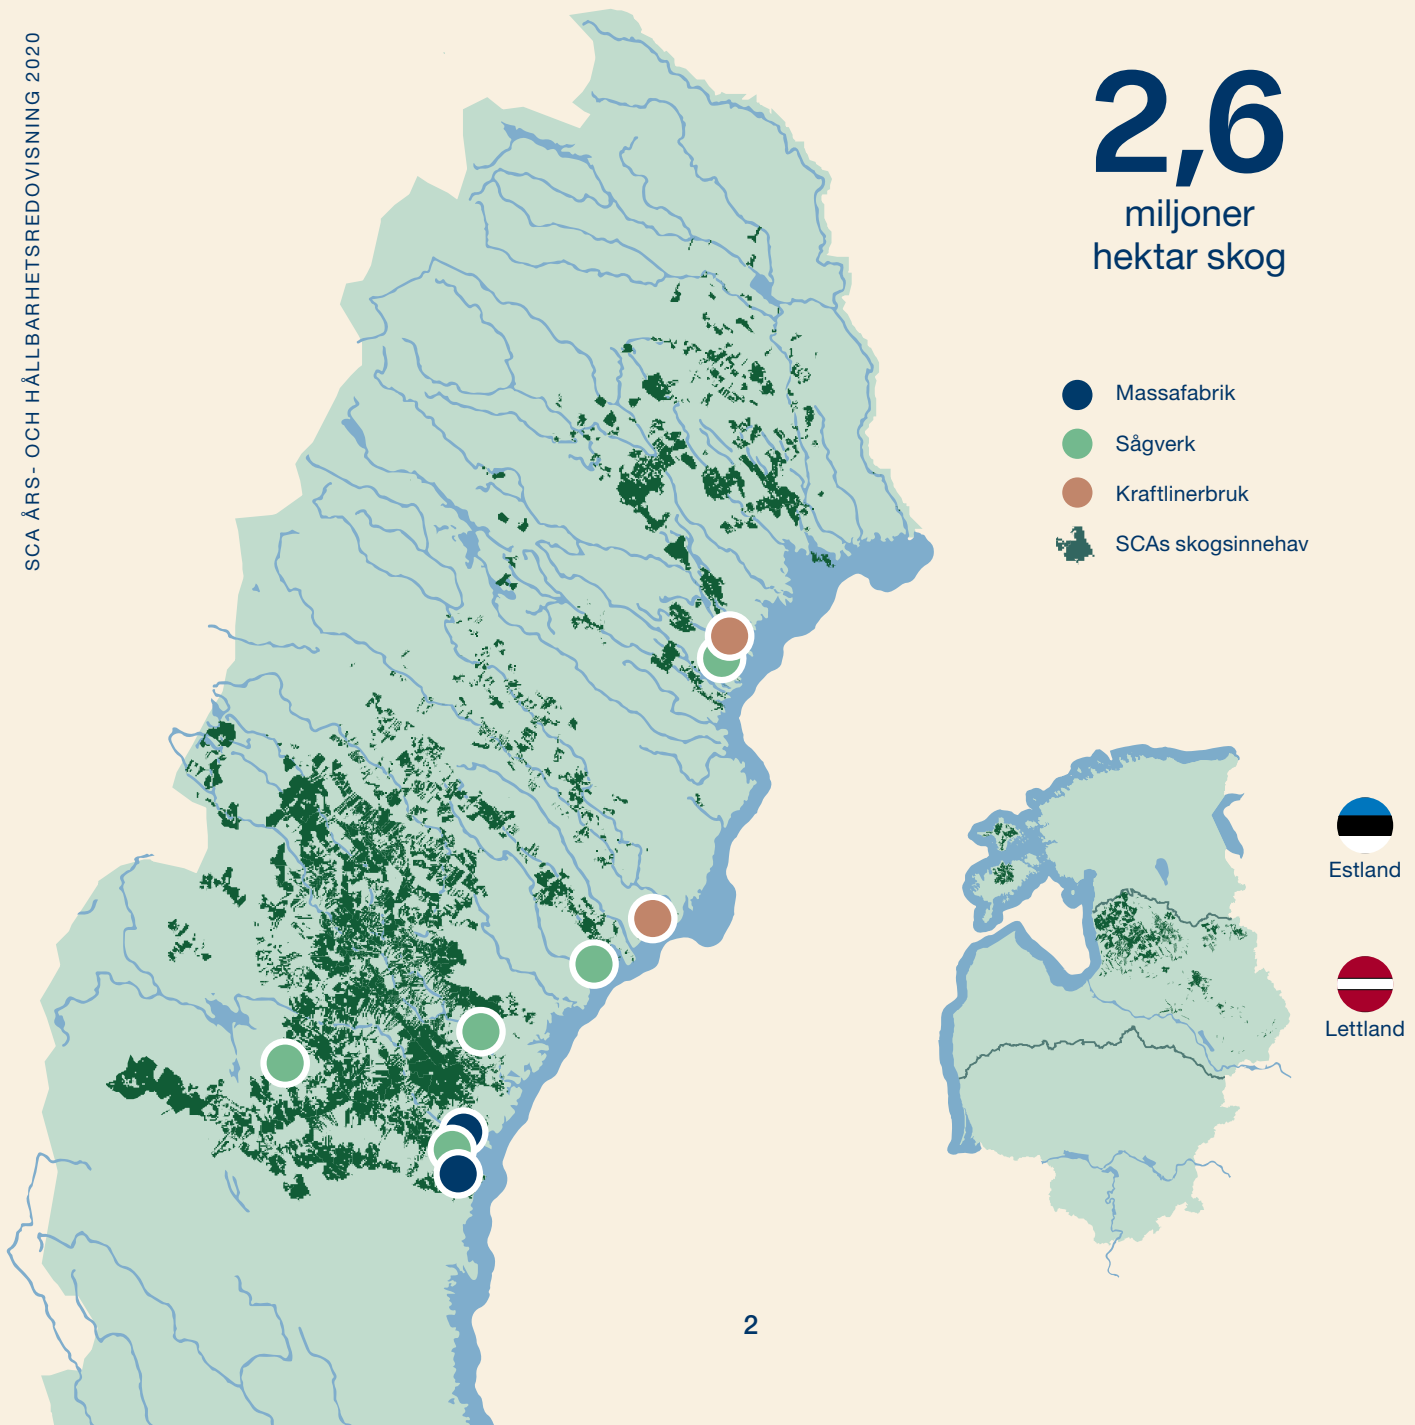 SCA ÅRS- OCH HÅLLBARHETSREDOVISNING 2020
2,6
miljoner
hektar skog
Massafabrik
Sågverk
Kraftlinerbruk
SCAs skogsinnehav
Estland
Lettland
2